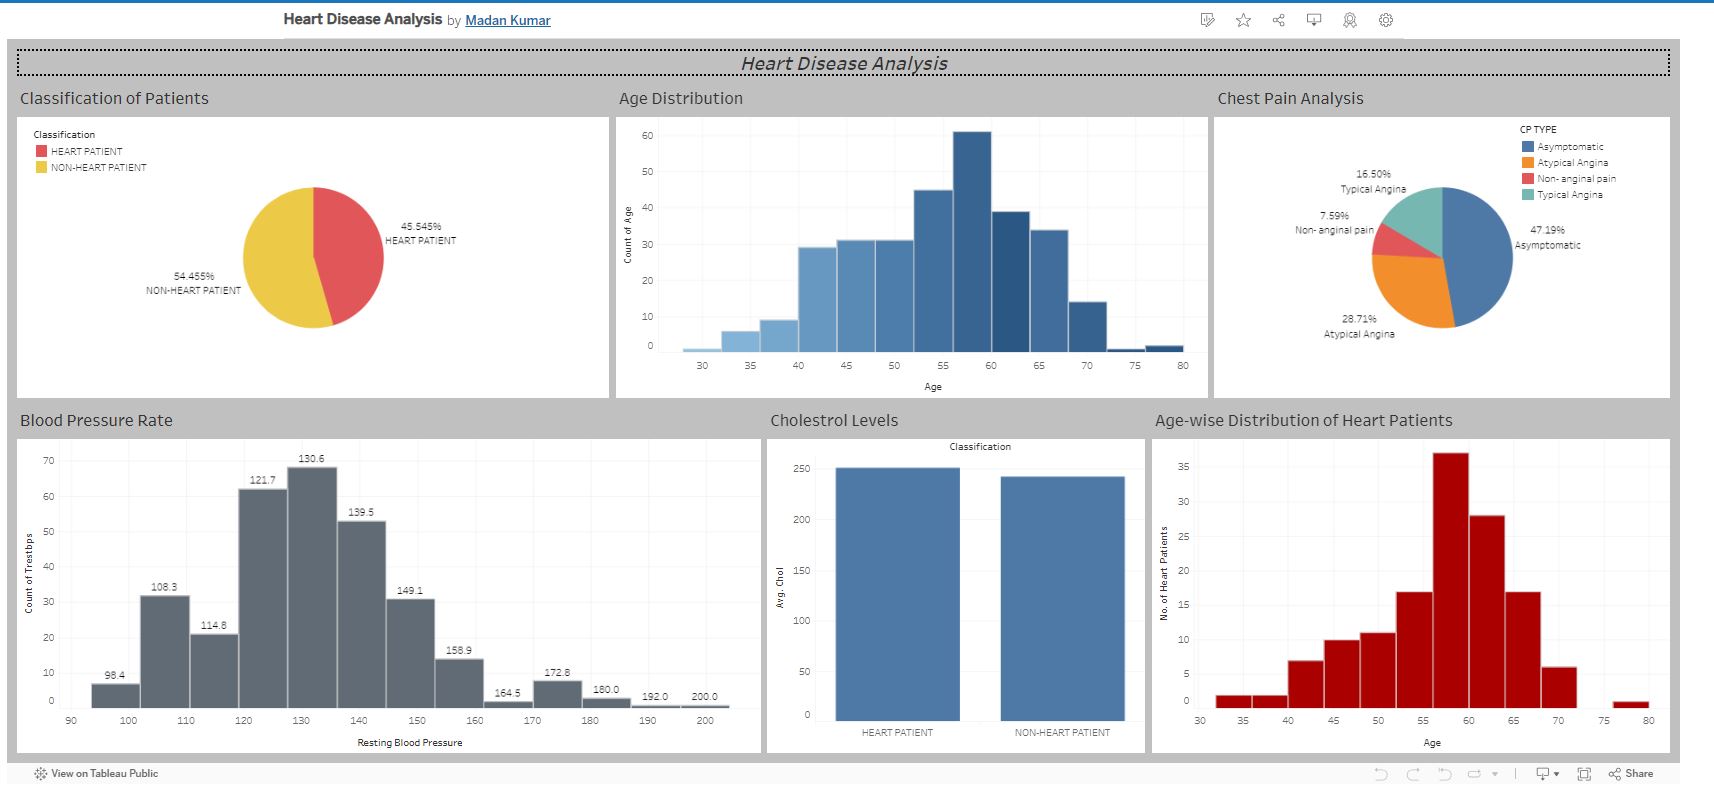 Heart Disease Analysis by Madan Kumar
Heart Disease Analysis
Classification of Patients
Classification
HEART PATIENT
NON-HEART PATIENT
45.545%
HEART PATIENT
54.455%
NON-HEART PATIENT
Age Distribution
Count of Age
60
50
40
30
20
10
0
30 35 40 45 50 55 60 65 70 75 80
Age
Chest Pain Analysis
CP TYPE
Asymptomatic
Atypical Angina
Non- anginal pain
Typical Angina
16.50%
Typical Angina
7.59%
Non- anginal pain
47.19%
Asymptomatic
28.71%
Atypical Angina
Blood Pressure Rate
Count of Trestbps
70
60
50
40
30
20
10
0
98.4
108.3
114.8
121.7
130.6
139.5
149.1
158.9
164.5
172.8
180.0
192.0
200.0
90 100 110 120 130 140 150 160 170 180 190 200
Resting Blood Pressure
Cholestrol Levels
Classification
Avg. Chol
250
200
150
100
50
0
HEART PATIENT NON-HEART PATIENT
Age-wise Distribution of Heart Patients
No. of Heart Patients
35
30
25
20
15
10
5
0
30 35 40 45 50 55 60 65 70 75 80
Age
View on Tableau Public
Share